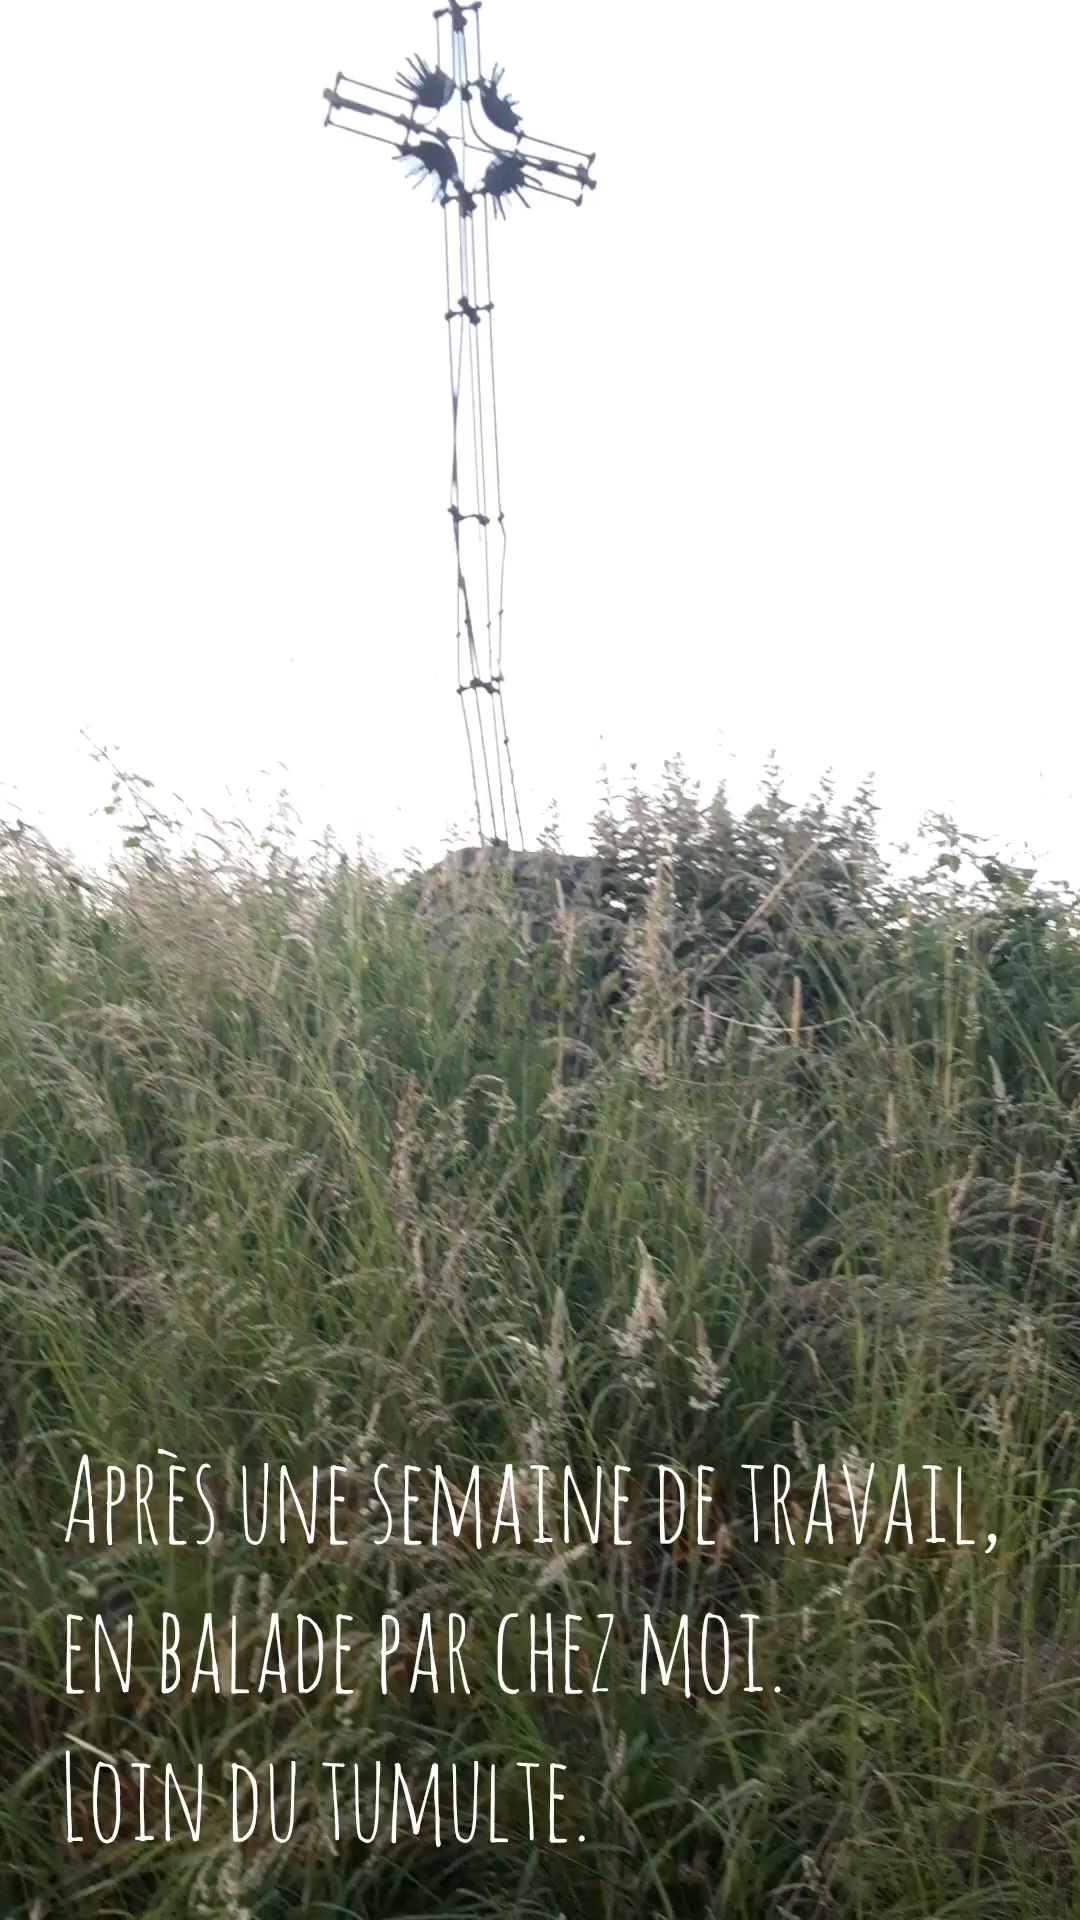 Après une semaine de travail,
en balade par chez moi.
Loin du tumulte.